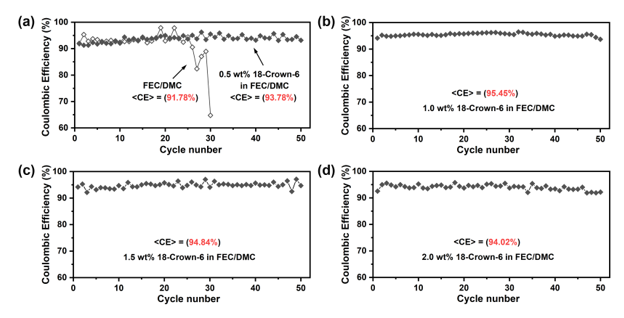 (a)
Coulombic Efficiency (%)
100
95
90
85
80
75
70
65
60
FEC/DMC
<CE> = (91.78%)
0.5 wt% 18-Crown-6
in FEC/DMC
<CE> = (93.78%)
0 10 20 30 40 50
Cycle number
(b)
Coulombic Efficiency (%)
100
90
80
70
60
<CE> = (95.45%)
1.0 wt% 18-Crown-6 in FEC/DMC
0 10 20 30 40 50
Cycle number
(c)
Coulombic Efficiency (%)
100
90
80
70
60
<CE> = (94.84%)
1.5 wt% 18-Crown-6 in FEC/DMC
0 10 20 30 40 50
Cycle number
(d)
Coulombic Efficiency (%)
100
90
80
70
60
<CE> = (94.02%)
2.0 wt% 18-Crown-6 in FEC/DMC
0 10 20 30 40 50
Cycle number